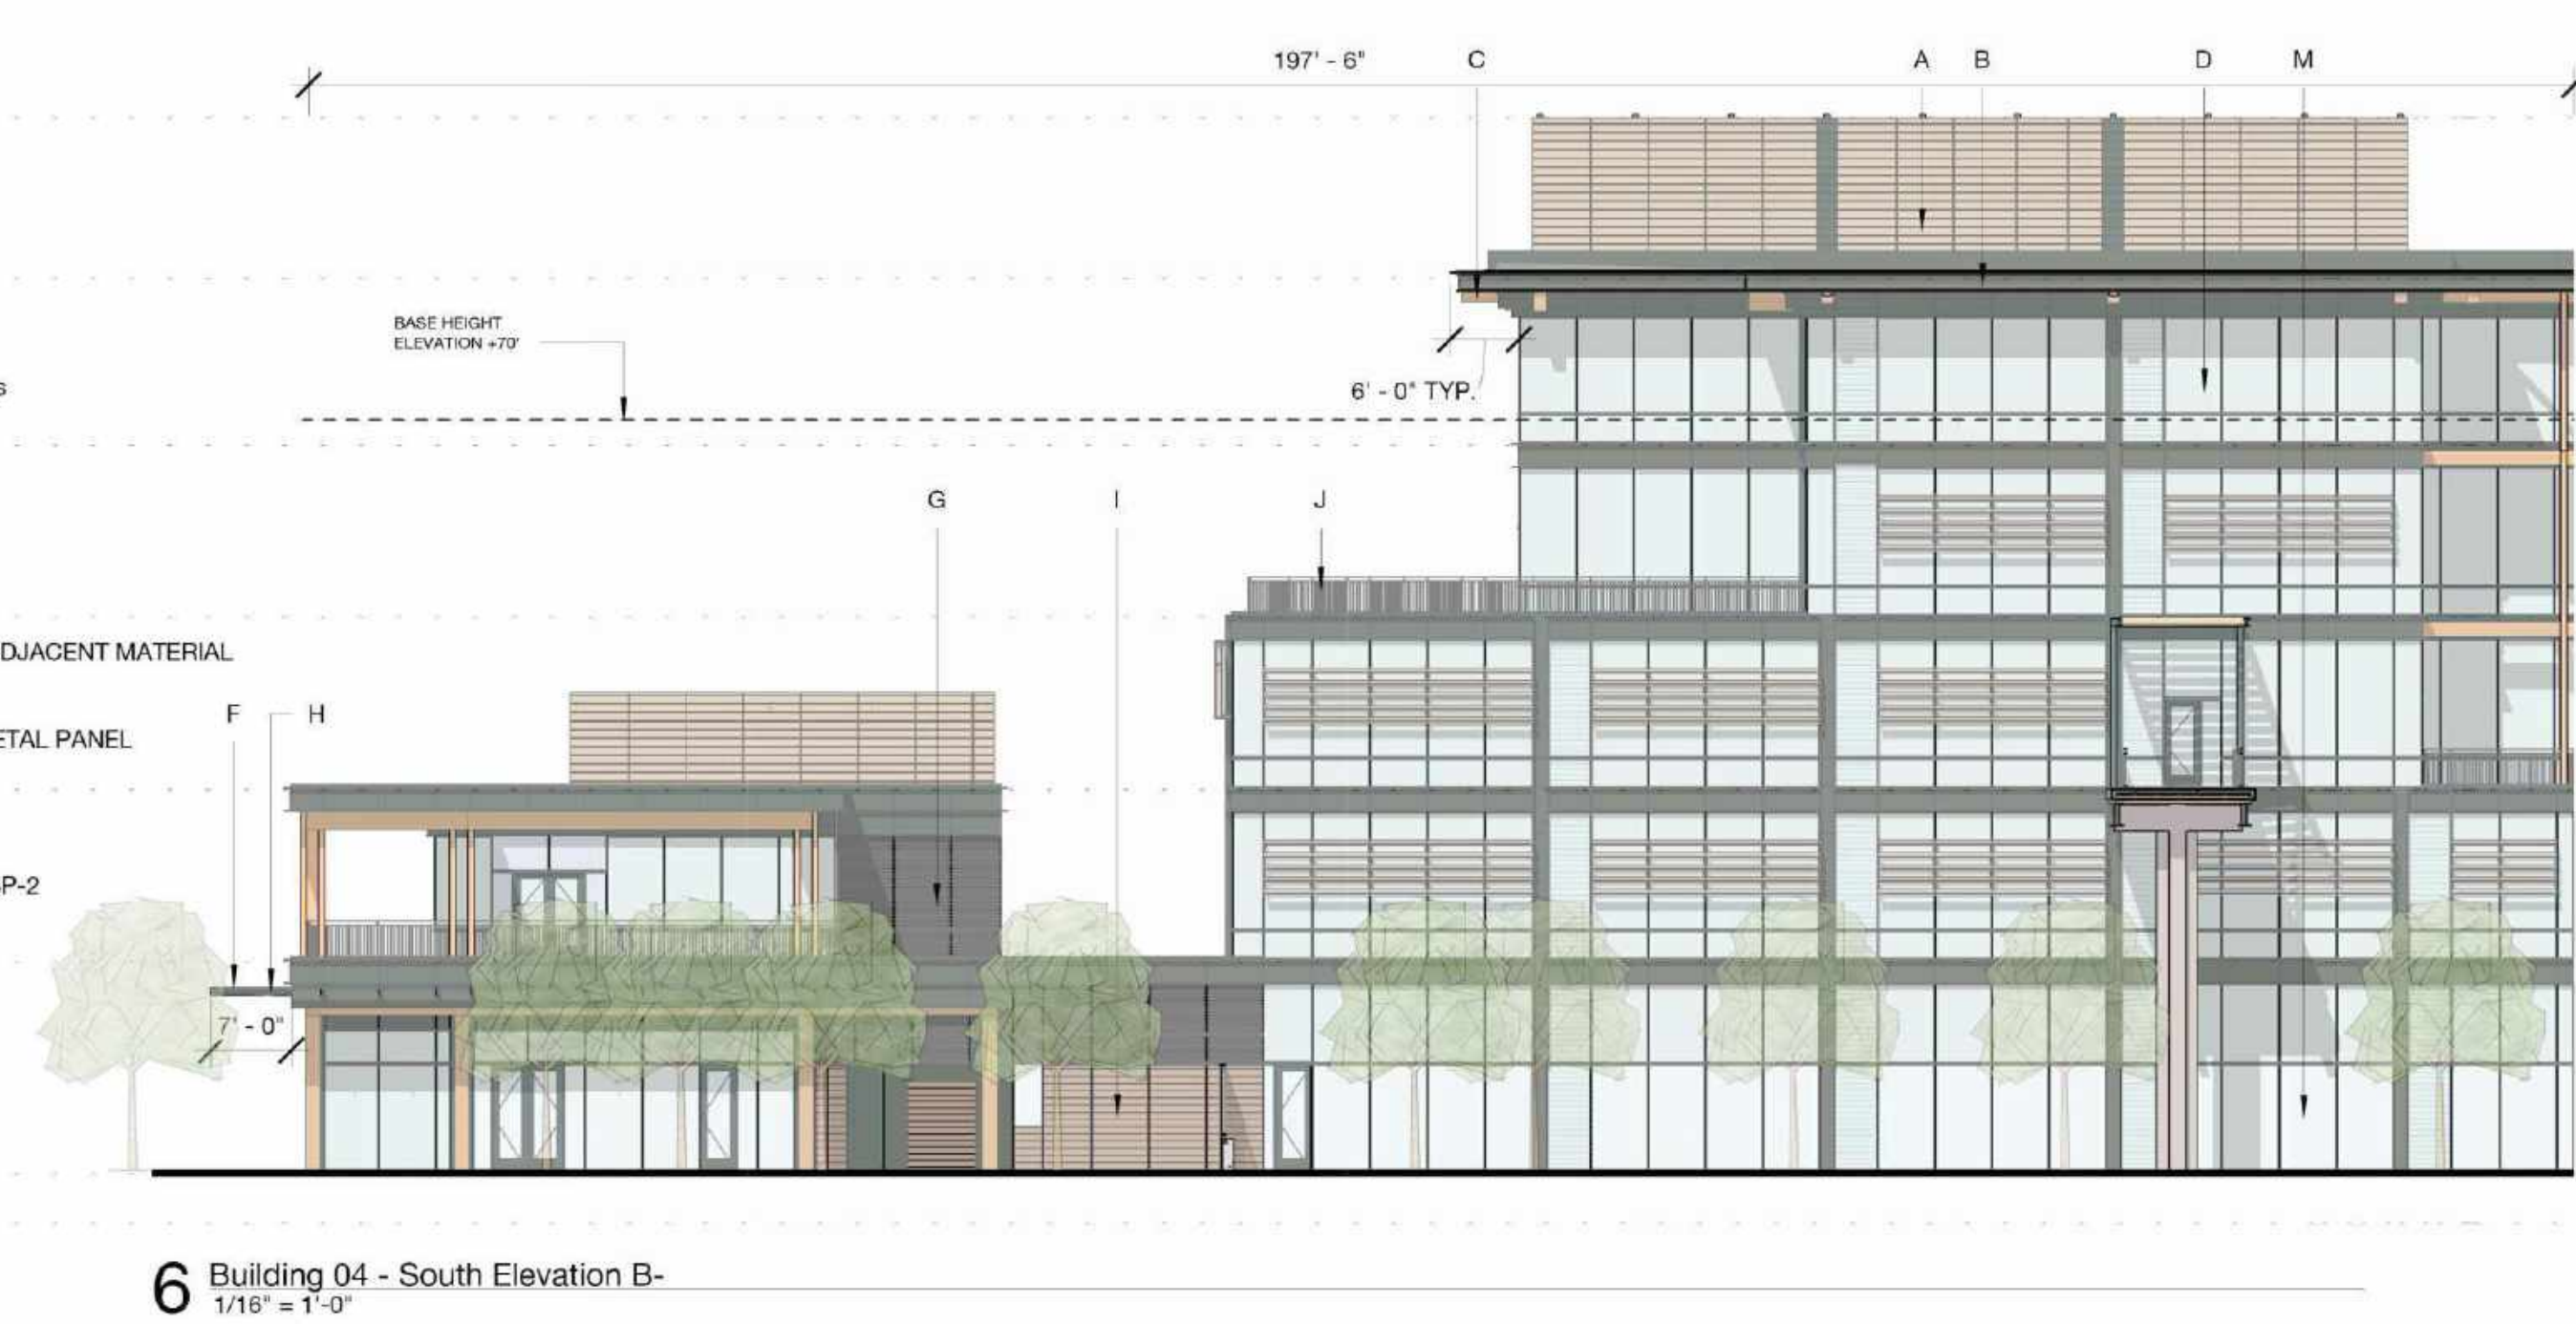 197' - 6"
C
A
B
D
M
BASE HEIGHT
ELEVATION +70'
6' - 0" TYP.
G
I
J
DJACENT MATERIAL
F
H
ETAL PANEL
P-2
7' - 0"
6
Building 04 - South Elevation B-
1/16" = 1'-0"